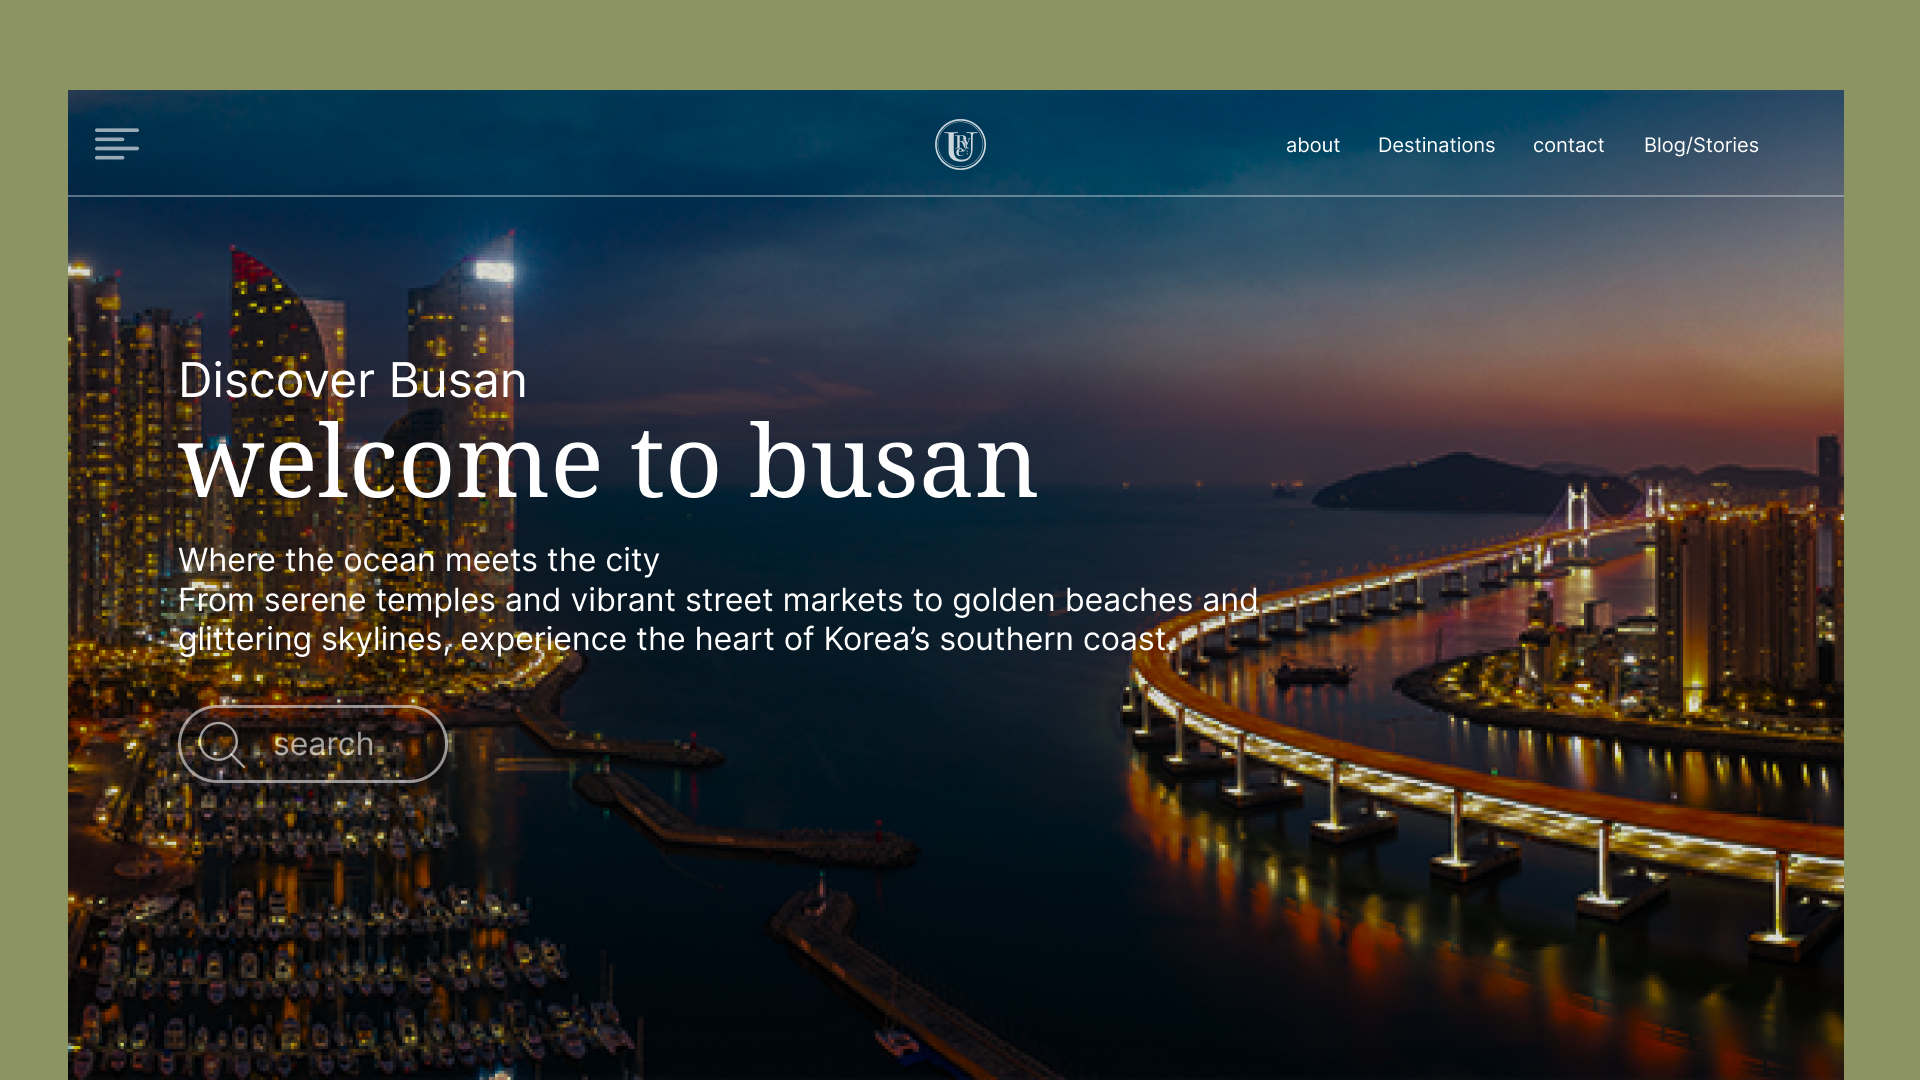 about Destinations contact Blog/Stories
Discover Busan
welcome to busan
Where the ocean meets the city
From serene temples and vibrant street markets to golden beaches and
glittering skylines, experience the heart of Korea’s southern coast.
search